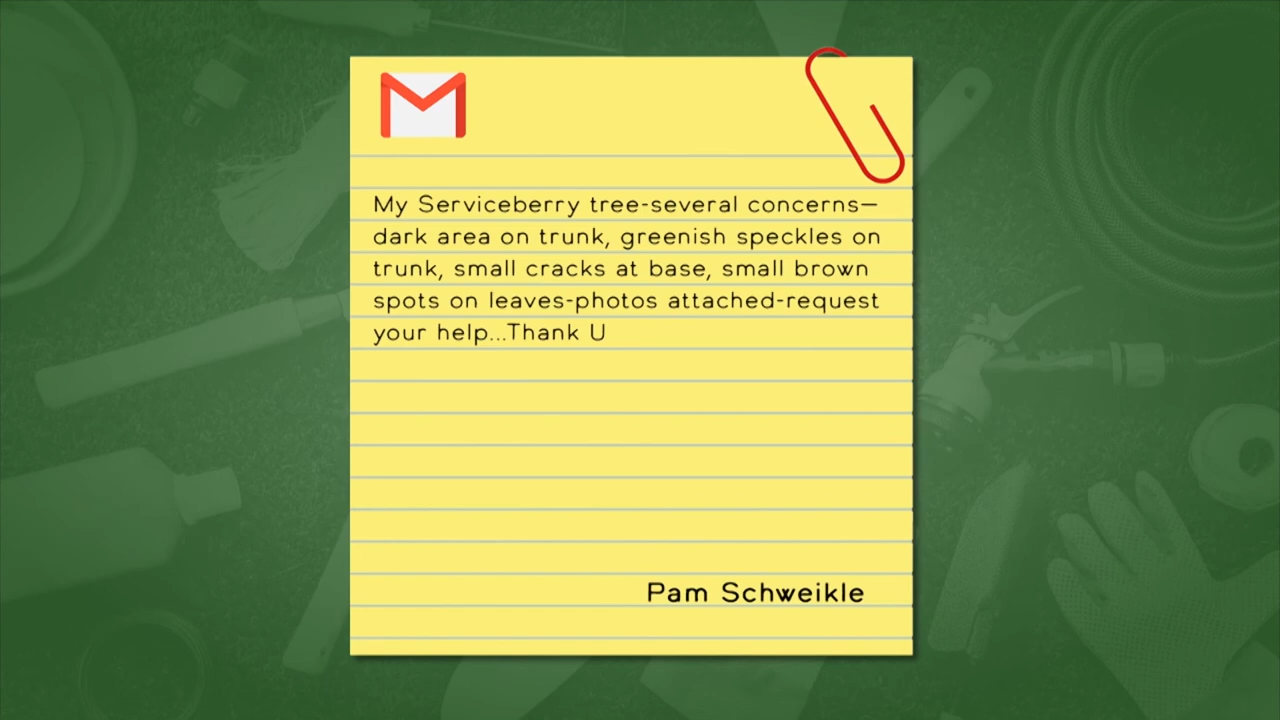 My Serviceberry tree-several concerns—
dark area on trunk, greenish speckles on
trunk, small cracks at base, small brown
spots on leaves-photos attached-request
your help...Thank U
Pam Schweikle